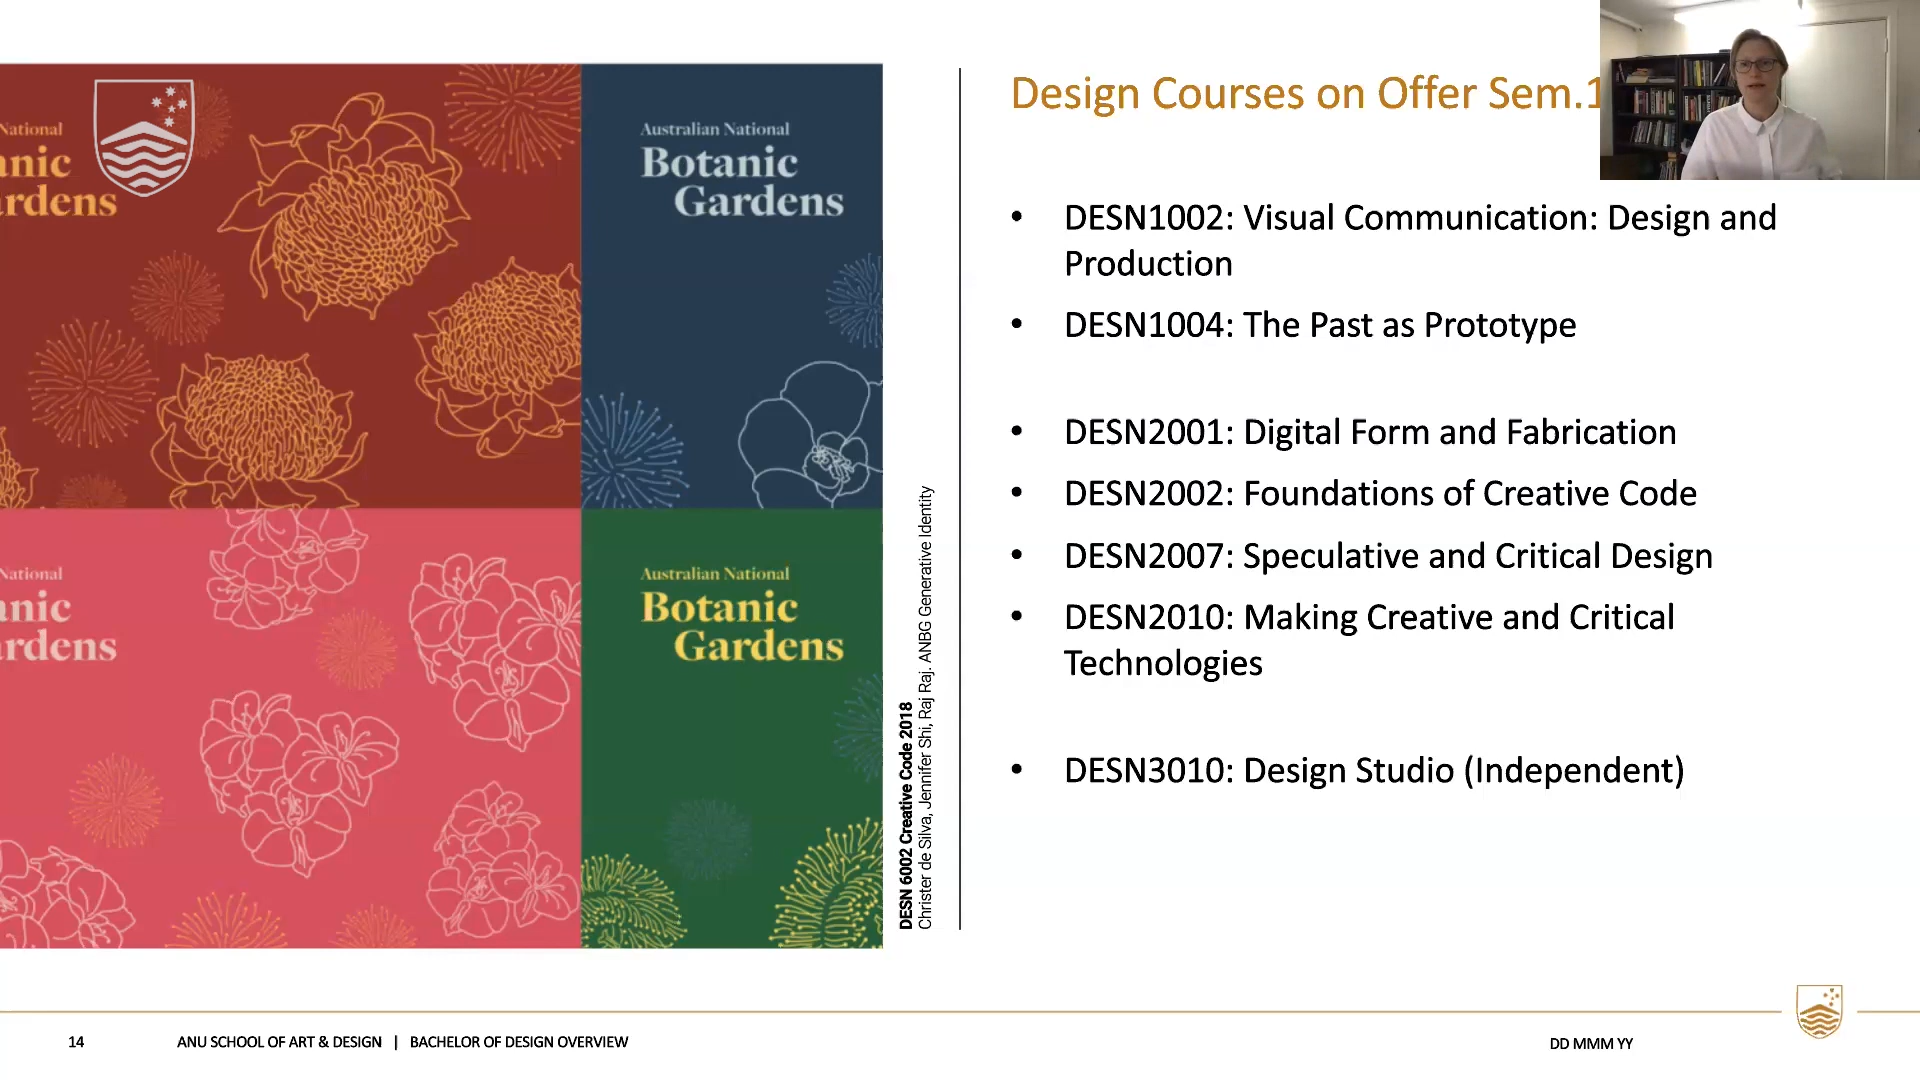 National
anic
ardens
Australian National
Botanic
Gardens
National
anic
ardens
Australian National
Botanic
Gardens
DESN 6002 Creative Code 2018
Christer de Silva, Jennifer Shi, Raj Raj. ANBG Generative Identity
Design Courses on Offer Sem.1
• DESN1002: Visual Communication: Design and
Production
• DESN1004: The Past as Prototype
• DESN2001: Digital Form and Fabrication
• DESN2002: Foundations of Creative Code
• DESN2007: Speculative and Critical Design
• DESN2010: Making Creative and Critical
Technologies
• DESN3010: Design Studio (Independent)
14 ANU SCHOOL OF ART & DESIGN | BACHELOR OF DESIGN OVERVIEW DD MMM YY